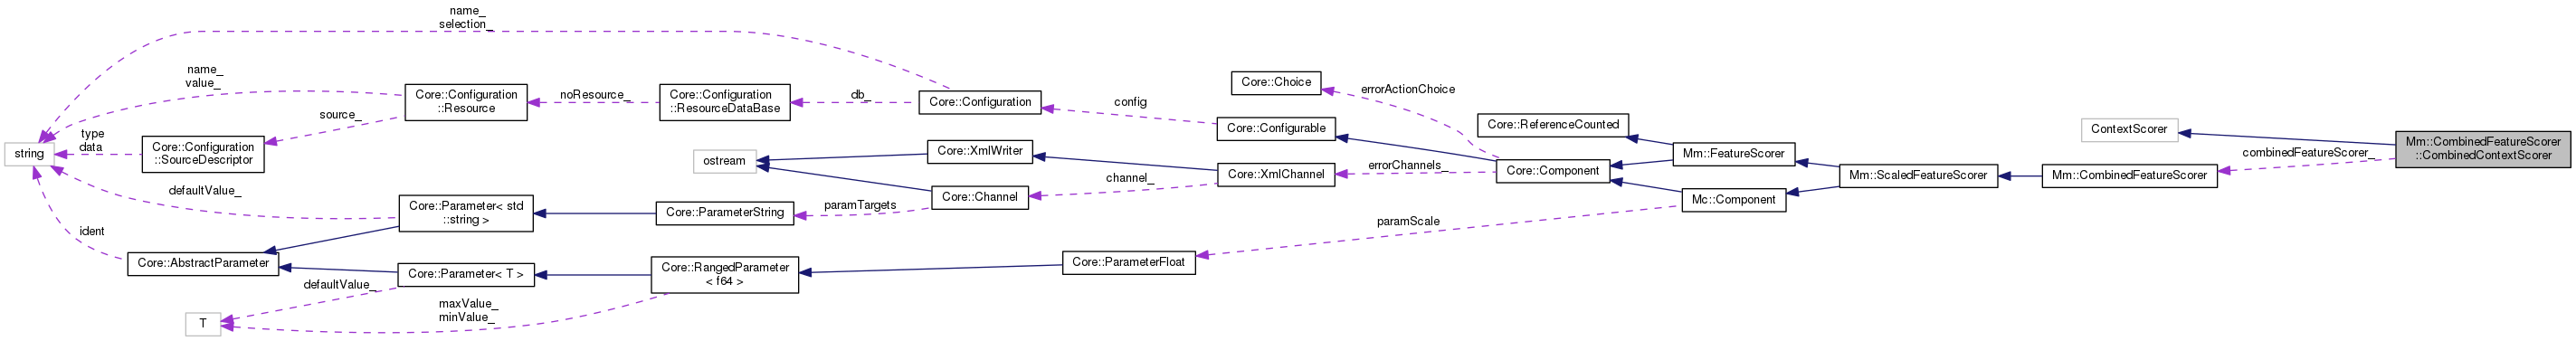 name_
selection_
name_
value_
Core::Configuration
::Resource
noResource_
Core::Configuration
::ResourceDataBase
db_
Core::Configuration
config
Core::Choice
errorActionChoice
source_
type
data
string
Core::Configuration
::SourceDescriptor
Core::Configurable
Core::ReferenceCounted
ContextScorer
Mm::CombinedFeatureScorer
::CombinedContextScorer
combinedFeatureScorer_
ostream
Core::XmlWriter
Core::XmlChannel
errorChannels_
Core::Component
Mm::FeatureScorer
Mm::ScaledFeatureScorer
Mm::CombinedFeatureScorer
channel_
Core::Channel
Mc::Component
defaultValue_
Core::Parameter< std
::string >
Core::ParameterString
paramTargets
paramScale
ident
Core::AbstractParameter
Core::Parameter< T >
Core::RangedParameter
< f64 >
Core::ParameterFloat
defaultValue_
maxValue_
minValue_
T